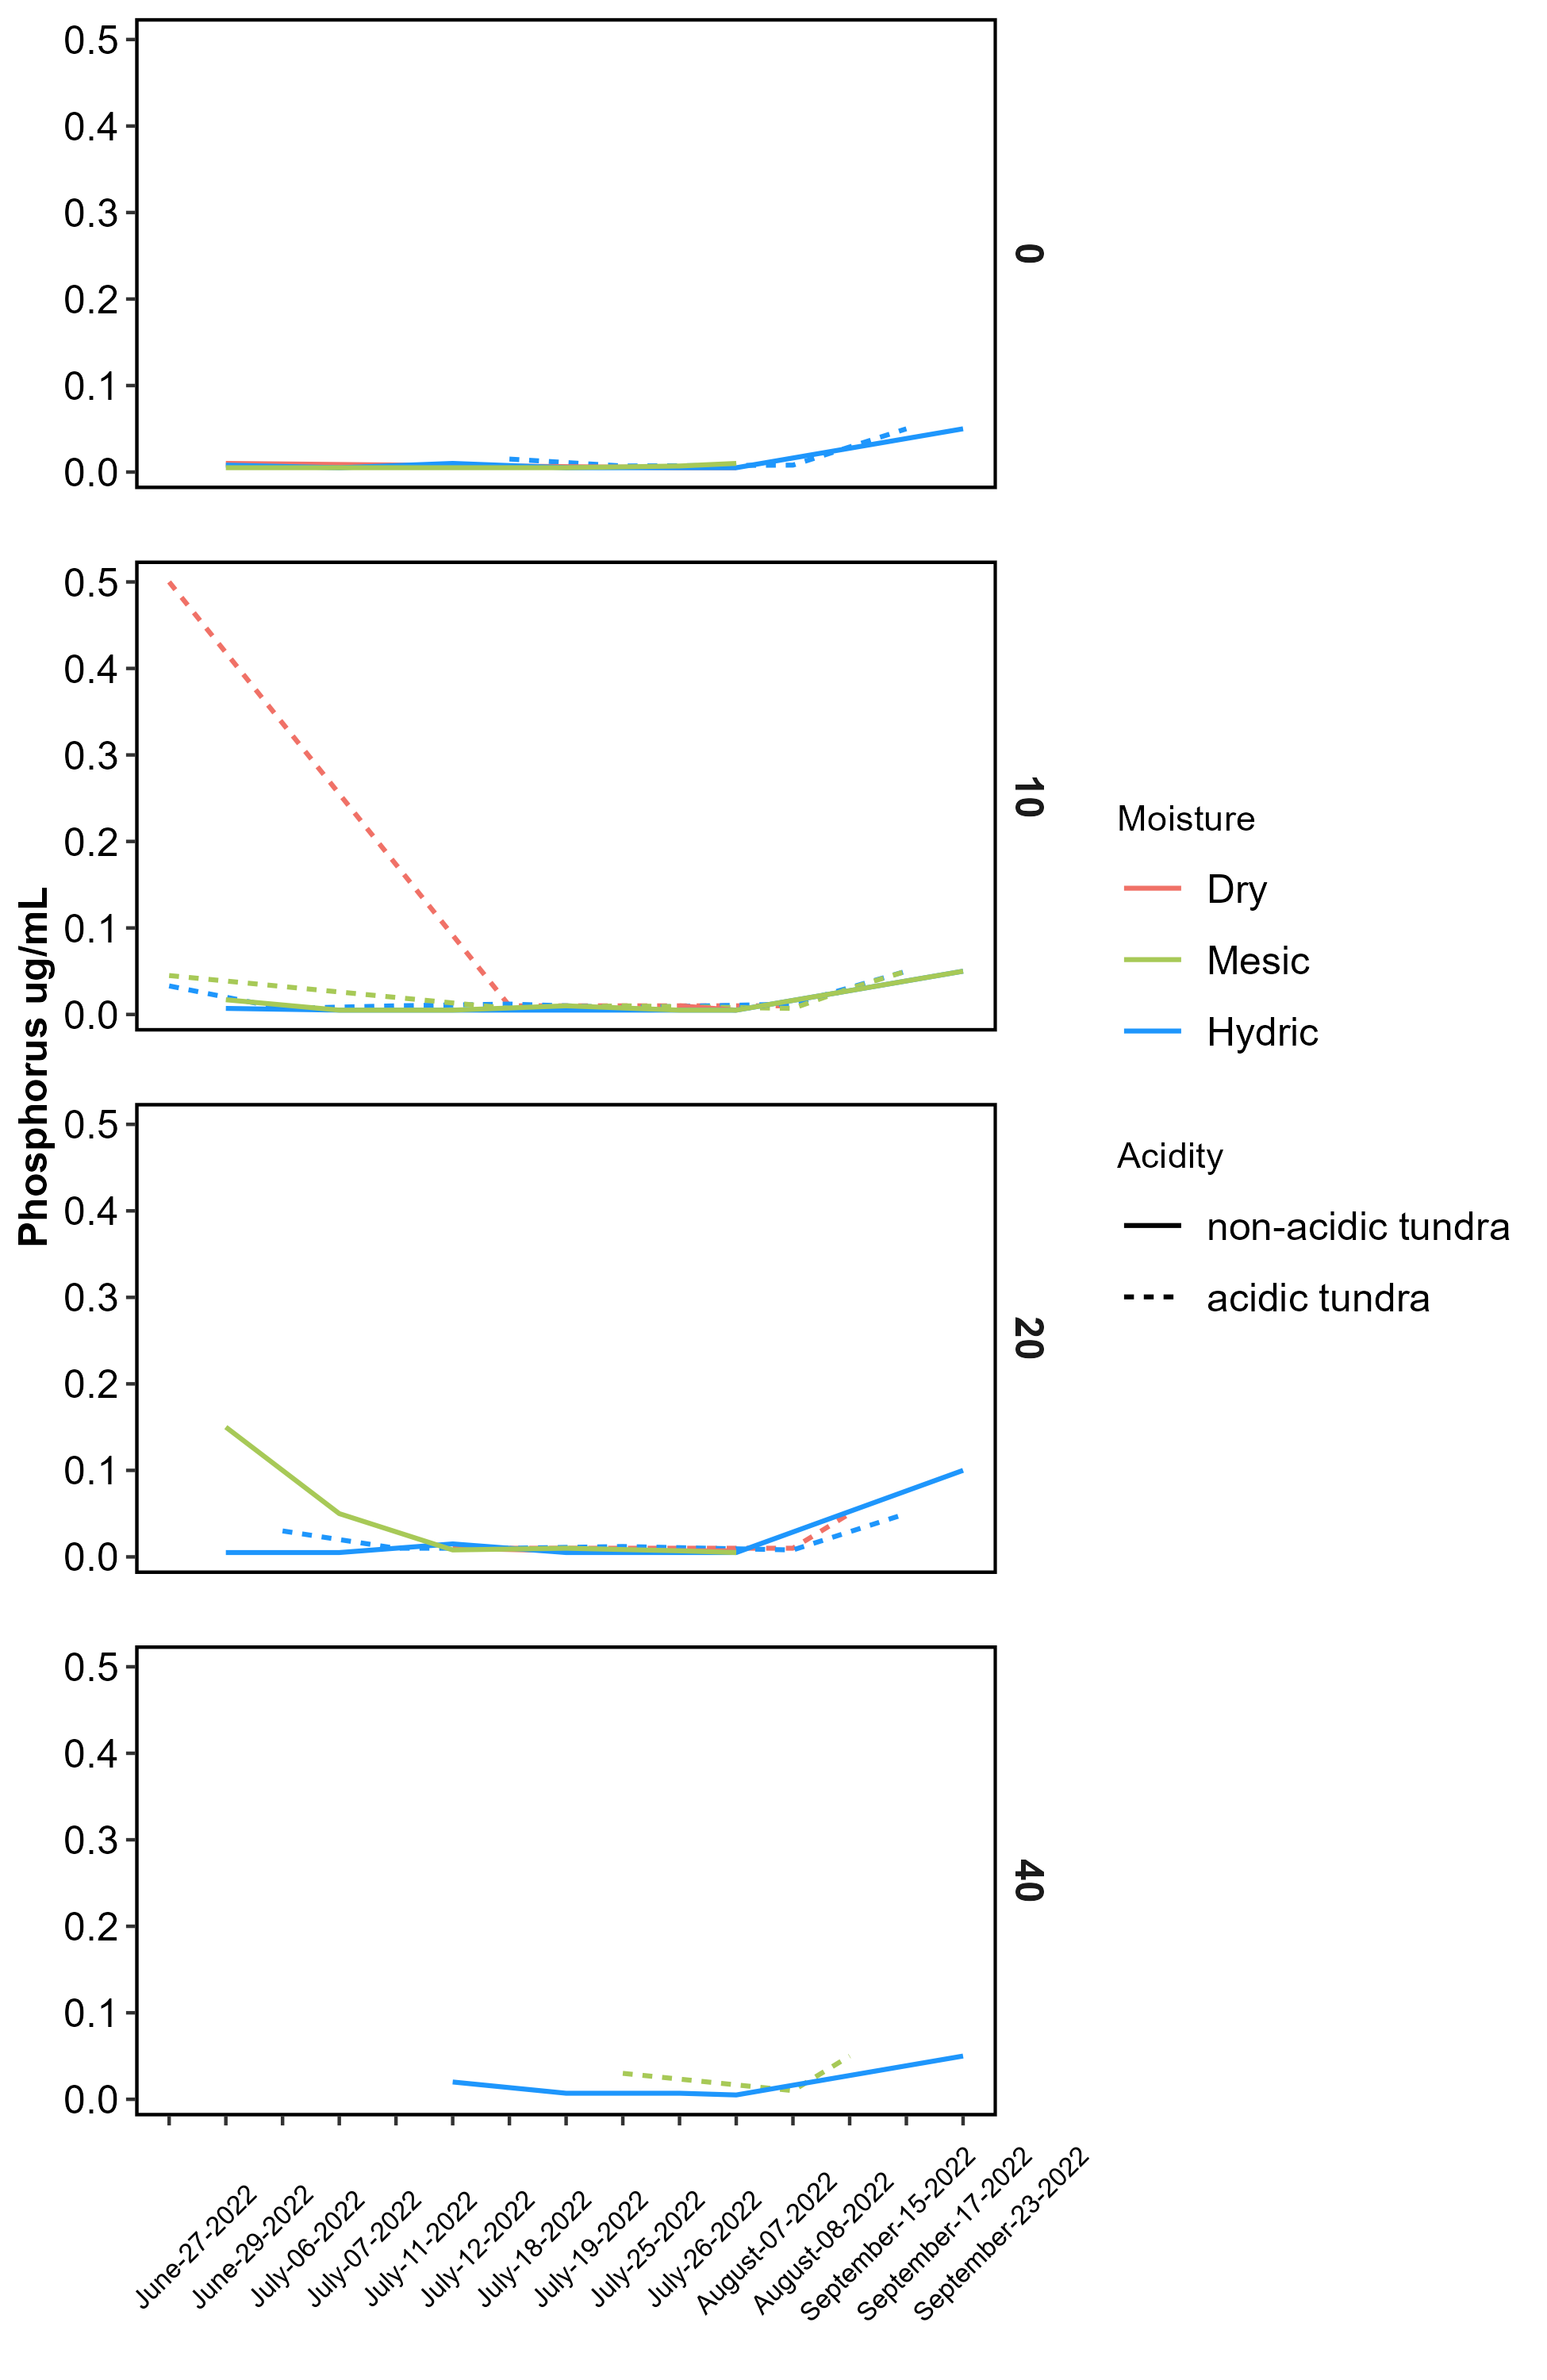 Phosphorus ug/mL
0.5
0.4
0.3
0.2
0.1
0.0
0
0.5
0.4
0.3
0.2
0.1
0.0
10
0.5
0.4
0.3
0.2
0.1
0.0
20
0.5
0.4
0.3
0.2
0.1
0.0
40
June-27-2022
June-29-2022
July-06-2022
July-07-2022
July-11-2022
July-12-2022
July-18-2022
July-19-2022
July-25-2022
July-26-2022
August-07-2022
August-08-2022
September-15-2022
September-17-2022
September-23-2022
Moisture
Dry
Mesic
Hydric
Acidity
non-acidic tundra
acidic tundra